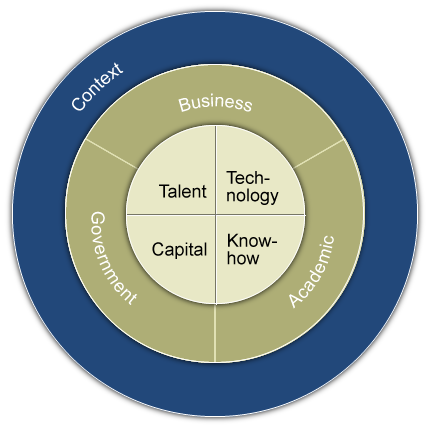 Context
Business
Talent
Tech-
nology
Government
Capital
Know-
how
Academic